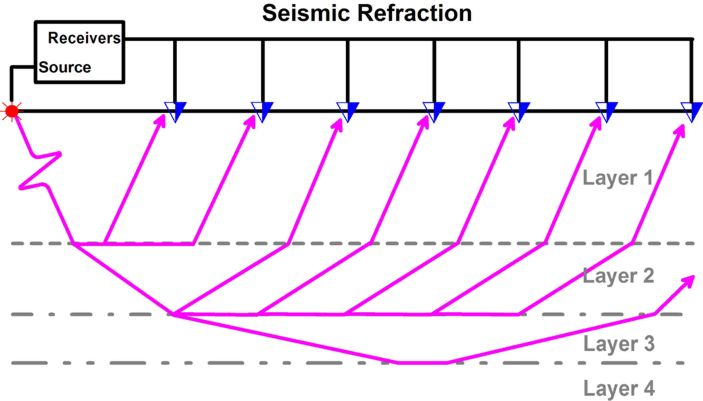 Seismic Refraction
Receivers
Source
Layer 1
Layer 2
Layer 3
Layer 4